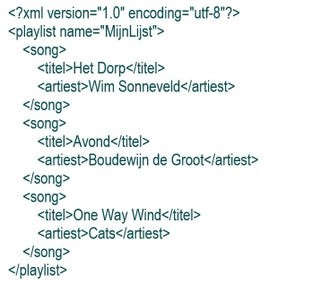 <?xml version="1.0" encoding="utf-8"?>
<playlist name="MijnLijst">
<song>
<titel>Het Dorp</titel>
<artiest>Wim Sonneveld</artiest>
</song>
<song>
<titel>Avond</titel>
<artiest>Boudewijn de Groot</artiest>
</song>
<song>
<titel>One Way Wind</titel>
<artiest>Cats</artiest>
</song>
</playlist>